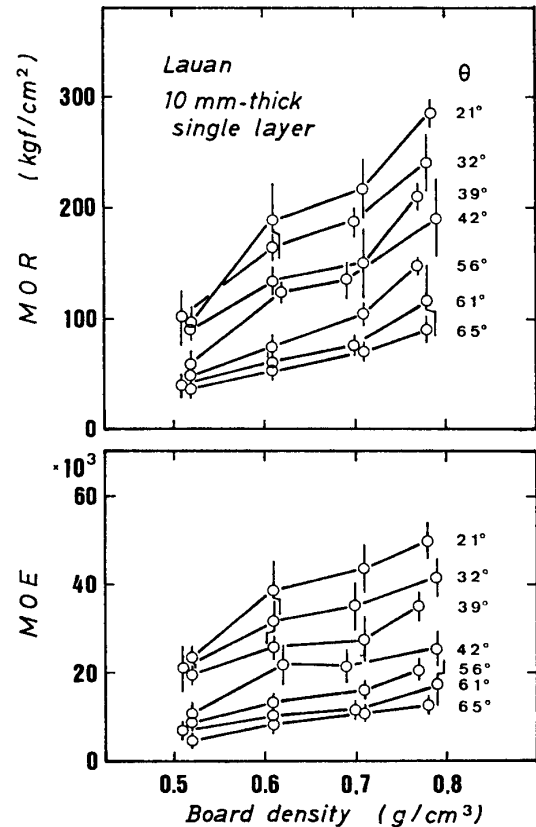 Lauan
10 mm-thick
single layer
θ
21°
32°
39°
42°
56°
61°
65°
300
200
100
0
MOR (kgf/cm²)
×10³
60
40
20
0
MOE
21°
32°
39°
42°
56°
61°
65°
0.5 0.6 0.7 0.8
Board density (g/cm³)